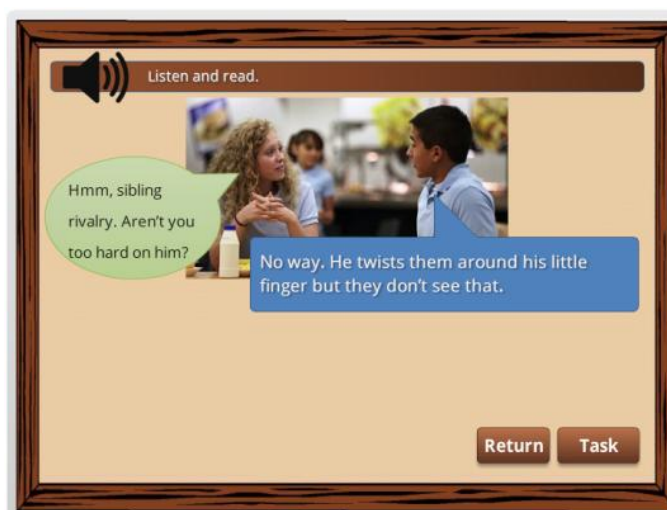 Listen and read.
Hmm, sibling
rivalry. Aren't you
too hard on him?
No way. He twists them around his little
finger but they don't see that.
Return
Task